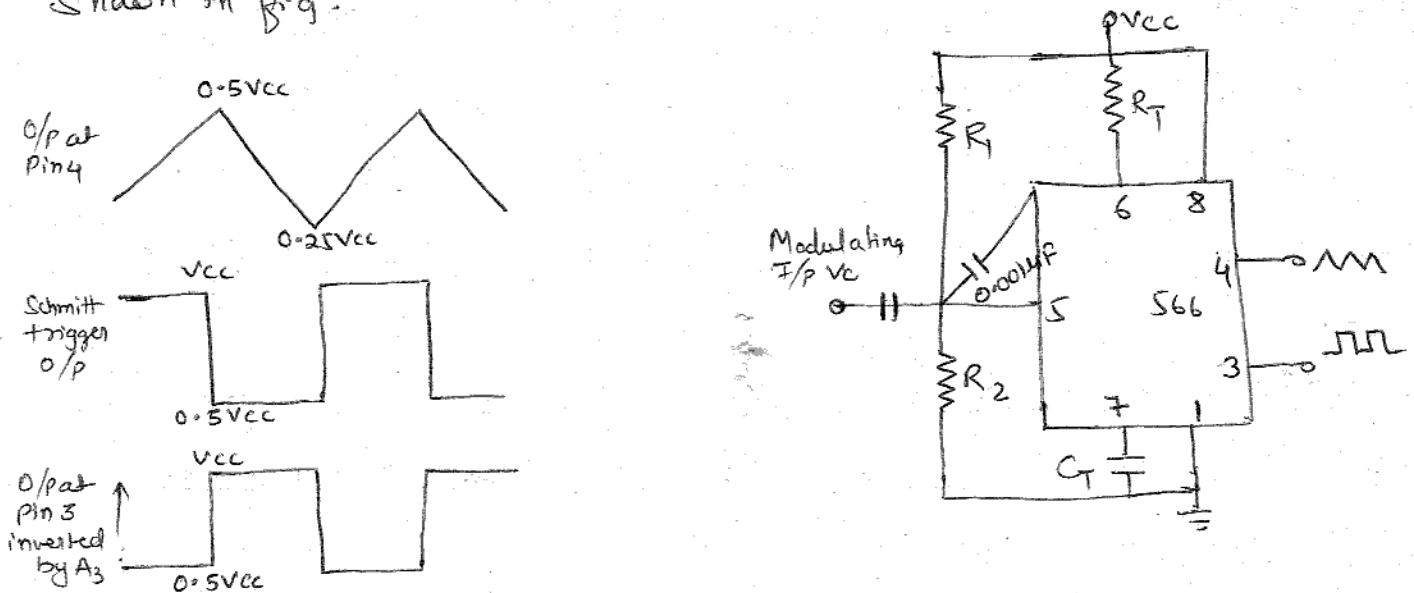 Shown in fig.
0.5Vcc
O/p at
Pin 4
0.25Vcc
Vcc
Schmitt
trigger
O/p
0.5Vcc
Vcc
O/p at
Pin 3
inverted
by A3
0.5Vcc
Vcc
R1
RT
6
8
Modulating
I/p Vc
0.001µF
4
5
566
3
R2
7
1
CT